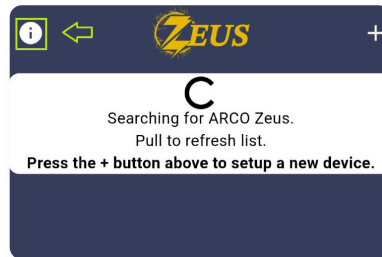 ZEUS
+
Searching for ARCO Zeus.
Pull to refresh list.
Press the + button above to setup a new device.